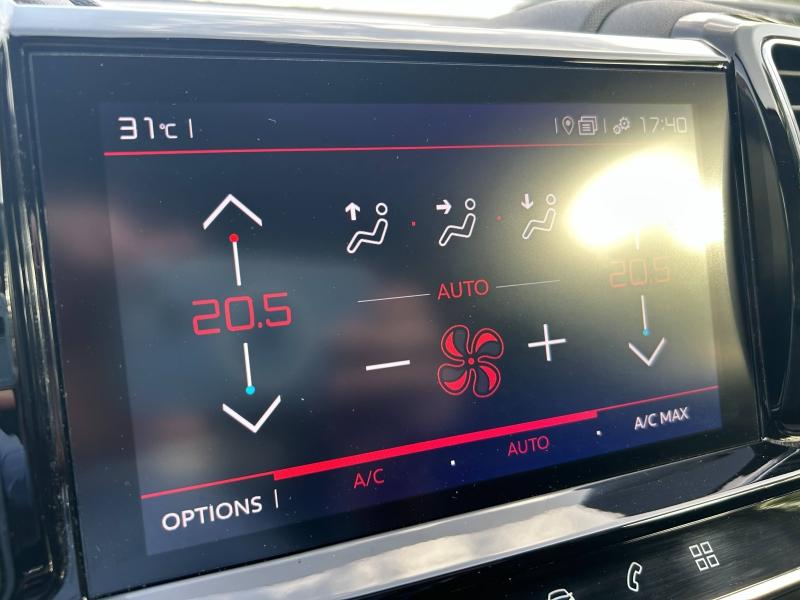 31°C
17:40
20.5
20.5
AUTO
A/C
AUTO
A/C MAX
OPTIONS